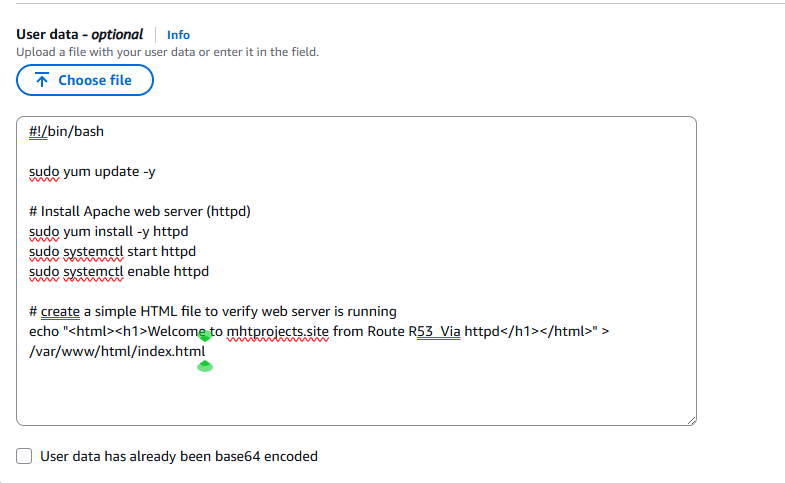 User data - optional Info
Upload a file with your user data or enter it in the field.
Choose file
#!/bin/bash
sudo yum update -y
# Install Apache web server (httpd)
sudo yum install -y httpd
sudo systemctl start httpd
sudo systemctl enable httpd
# create a simple HTML file to verify web server is running
echo "<html><h1>Welcome to mhtprojects.site from Route R53 Via httpd</h1></html>" >
/var/www/html/index.html
User data has already been base64 encoded